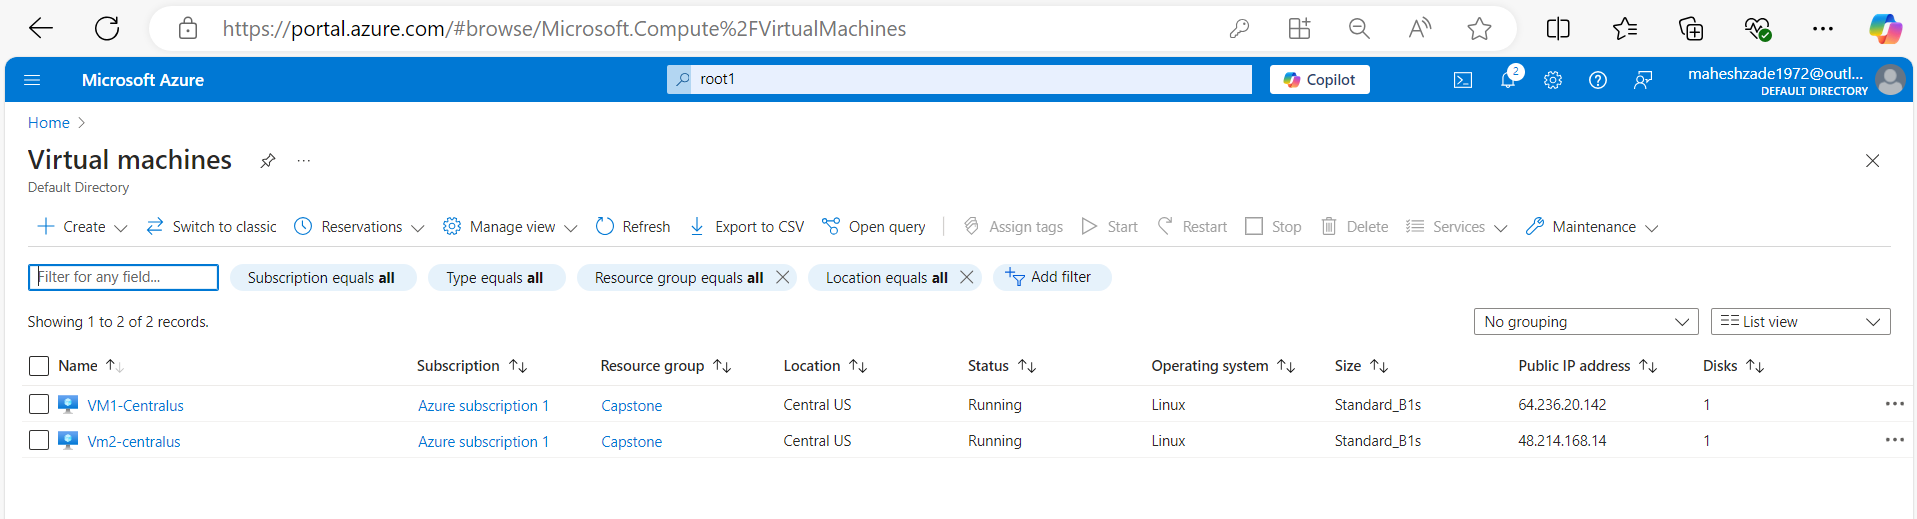 https://portal.azure.com/#browse/Microsoft.Compute%2FVirtualMachines
Microsoft Azure
root1
Copilot
2
maheshzade1972@outl...
DEFAULT DIRECTORY
Home
Virtual machines
Default Directory
Create Switch to classic Reservations Manage view Refresh Export to CSV Open query Assign tags Start Restart Stop Delete Services Maintenance
Filter for any field... Subscription equals all Type equals all Resource group equals all Location equals all Add filter
Showing 1 to 2 of 2 records. No grouping List view
Name Subscription Resource group Location Status Operating system Size Public IP address Disks
VM1-Centralus Azure subscription 1 Capstone Central US Running Linux Standard_B1s 64.236.20.142 1
Vm2-centralus Azure subscription 1 Capstone Central US Running Linux Standard_B1s 48.214.168.14 1